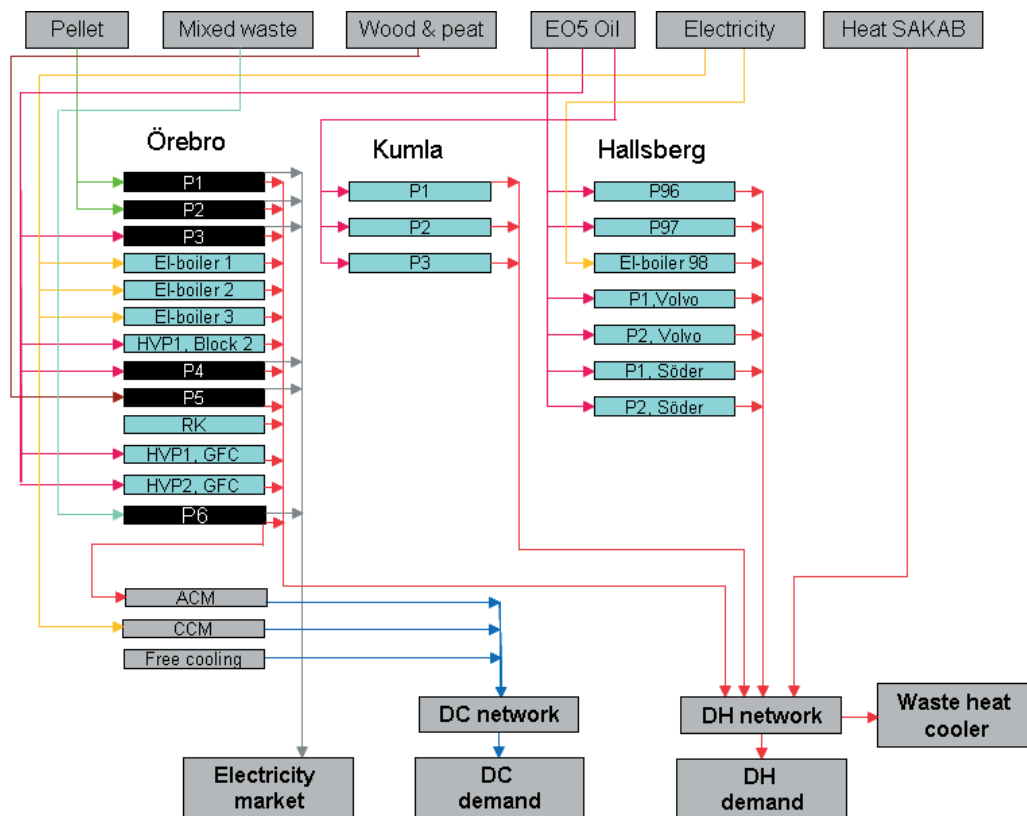 Pellet
Mixed waste
Wood & peat
EO5 Oil
Electricity
Heat SAKAB
Örebro
Kumla
Hallsberg
P1
P2
P3
El-boiler 1
El-boiler 2
El-boiler 3
HVP1, Block 2
P4
P5
RK
HVP1, GFC
HVP2, GFC
P6
P1
P2
P3
P96
P97
El-boiler 98
P1,Volvo
P2, Volvo
P1, Söder
P2, Söder
ACM
CCM
Free cooling
DC network
DH network
Waste heat
cooler
Electricity
market
DC
demand
DH
demand